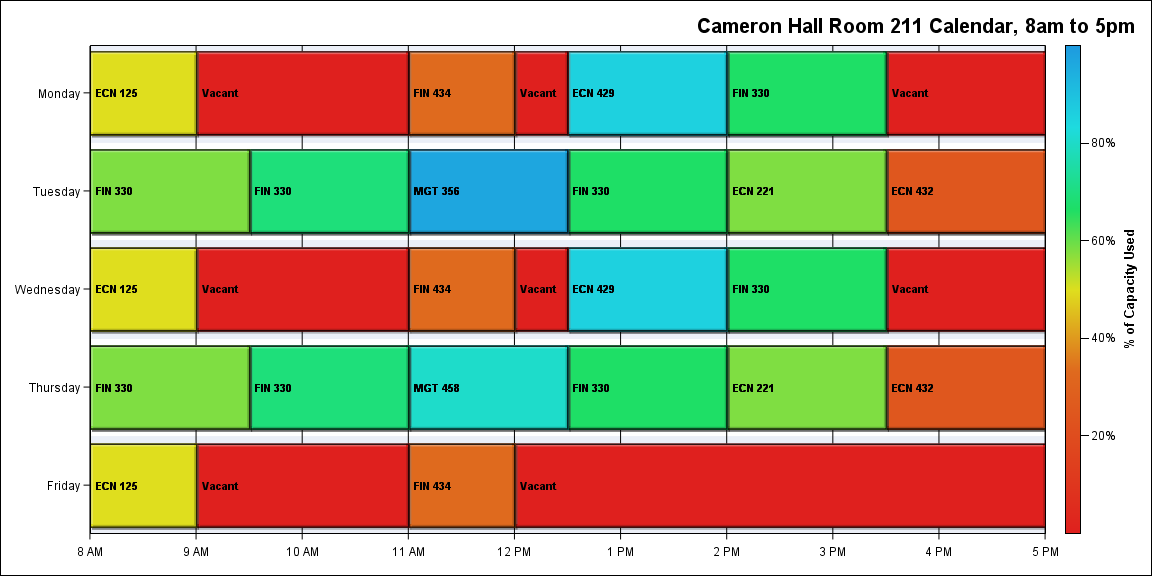 Cameron Hall Room 211 Calendar, 8am to 5pm
Monday
ECN 125
Vacant
FIN 434
Vacant
ECN 429
FIN 330
Vacant
Tuesday
FIN 330
FIN 330
MGT 356
FIN 330
ECN 221
ECN 432
Wednesday
ECN 125
Vacant
FIN 434
Vacant
ECN 429
FIN 330
Vacant
Thursday
FIN 330
FIN 330
MGT 458
FIN 330
ECN 221
ECN 432
Friday
ECN 125
Vacant
FIN 434
Vacant
8 AM
9 AM
10 AM
11 AM
12 PM
1 PM
2 PM
3 PM
4 PM
5 PM
80%
60%
40%
20%
% of Capacity Used